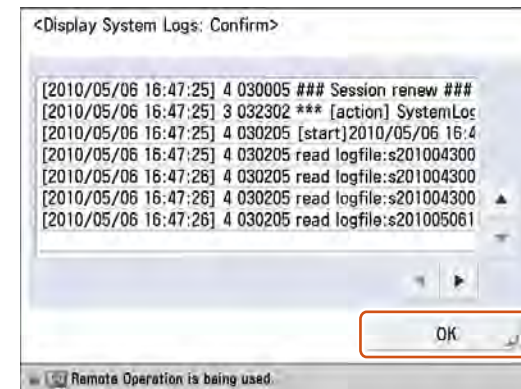 <Display System Logs: Confirm>
[2010/05/06 16:47:25] 4 030005 ### Session renew ###
[2010/05/06 16:47:25] 3 032302 *** [action] SystemLog
[2010/05/06 16:47:25] 4 030205 [start]2010/05/06 16:4
[2010/05/06 16:47:25] 4 030205 read logfile:s201004300
[2010/05/06 16:47:26] 4 030205 read logfile:s201004300
[2010/05/06 16:47:26] 4 030205 read logfile:s201004300
[2010/05/06 16:47:26] 4 030205 read logfile:s201005061
OK
Remote Operation is being used.